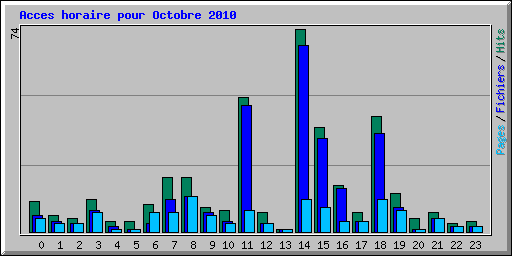 Acces horaire pour Octobre 2010
74
Pages / Fichiers / Hits
0 1 2 3 4 5 6 7 8 9 10 11 12 13 14 15 16 17 18 19 20 21 22 23